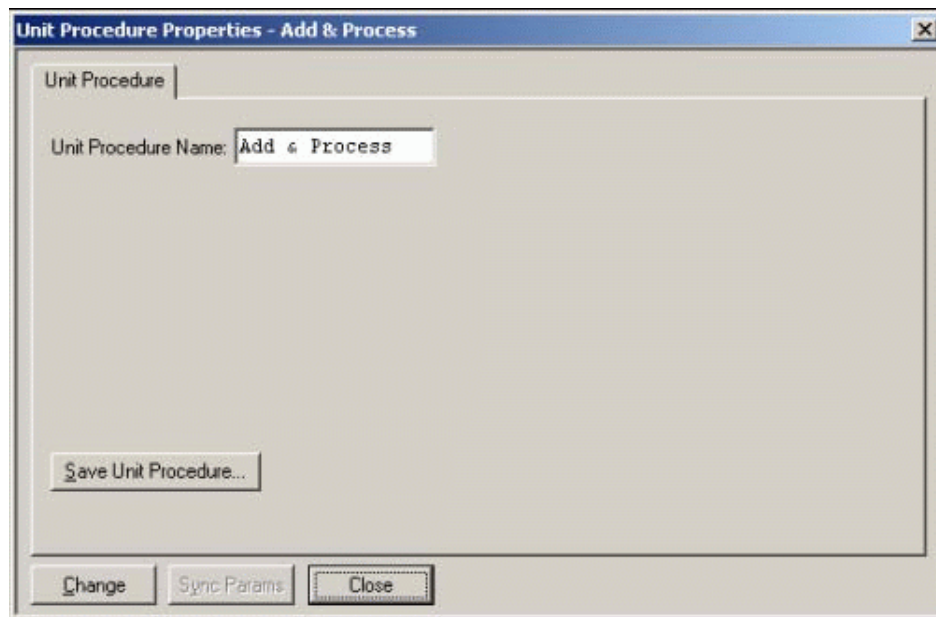 Unit Procedure Properties - Add & Process
Unit Procedure
Unit Procedure Name: Add & Process
Save Unit Procedure...
Change Sync Params Close